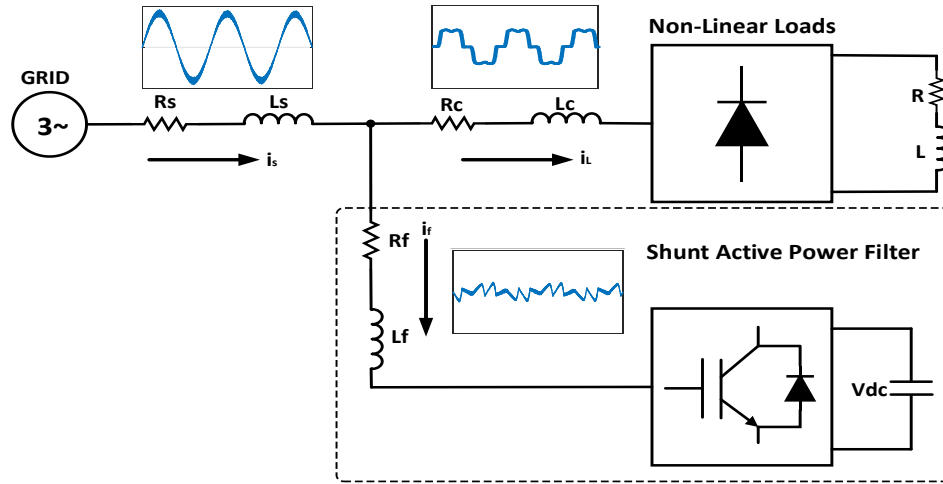 Non-Linear Loads
GRID
3~
Rs
Ls
Rc
Lc
R
L
is
iL
Rf
if
Shunt Active Power Filter
Lf
Vdc